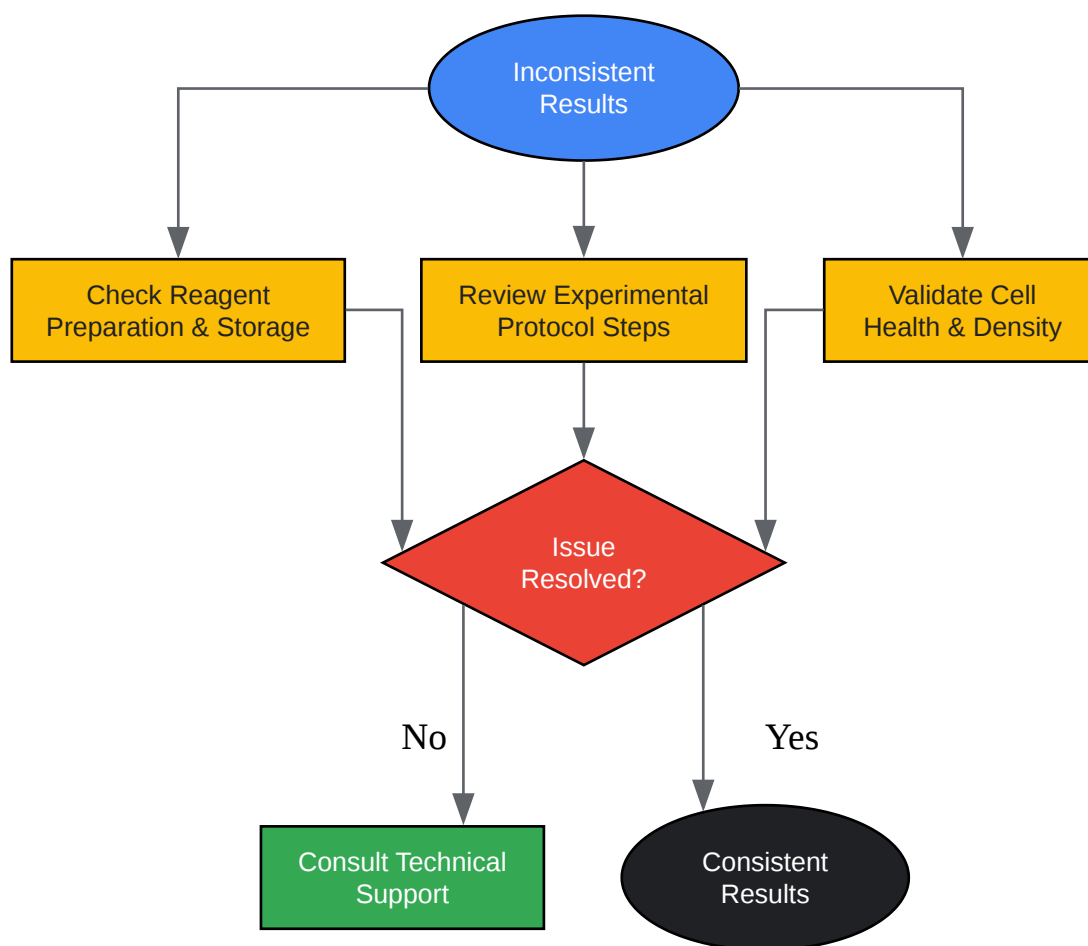 Inconsistent
Results
Check Reagent
Preparation & Storage
Review Experimental
Protocol Steps
Validate Cell
Health & Density
Issue
Resolved?
No
Yes
Consult Technical
Support
Consistent
Results